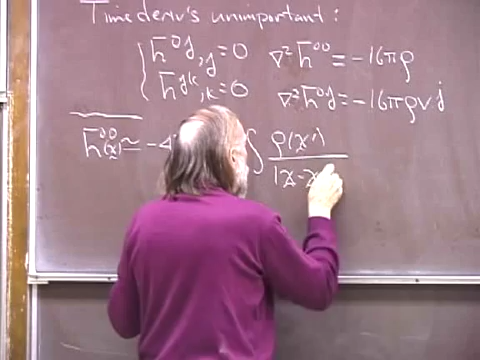 Time deriv's unimportant:
h̄⁰ʲ,ⱼ = 0   ∇²h̄⁰⁰ = -16πρ
h̄ʲᵏ,ₖ = 0   ∇²h̄⁰ʲ = -16πρvʲ
h̄⁰⁰(x) ≃ -4 ∫ ρ(x')
|x-x